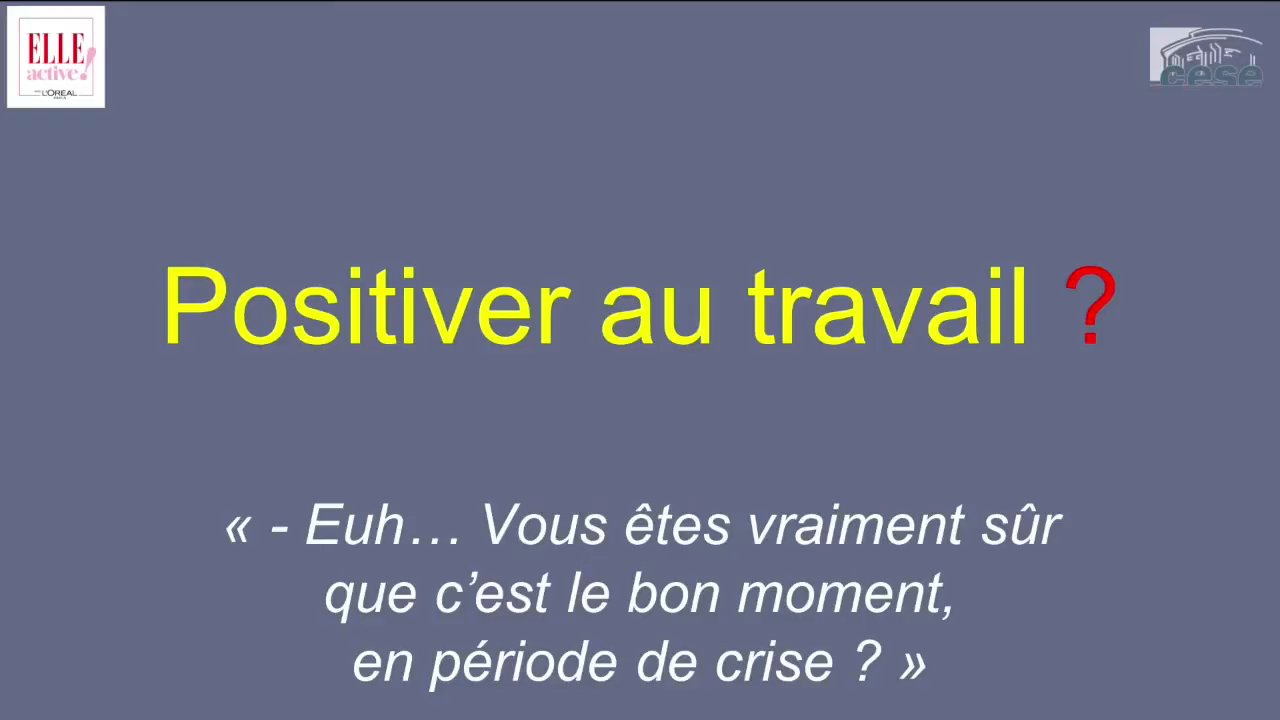 ELLE
active!
L'ORÉAL
PARIS
cese
Positiver au travail ?
« - Euh… Vous êtes vraiment sûr
que c’est le bon moment,
en période de crise ? »